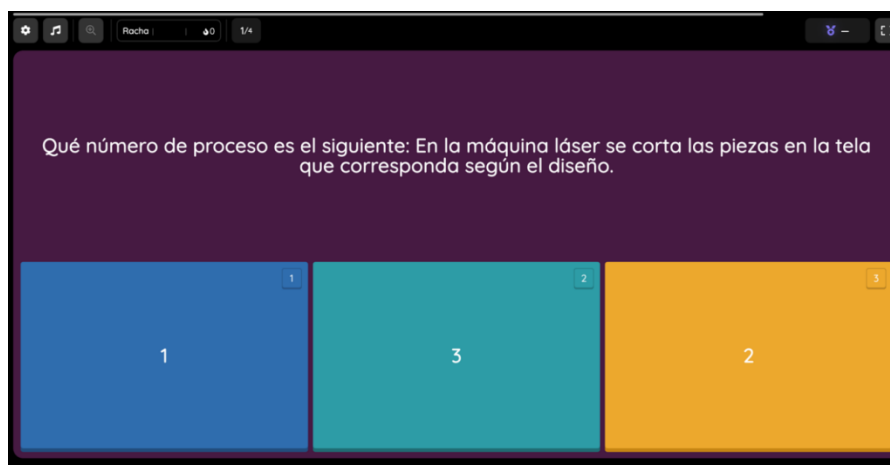 Racha 0 1/4 –
Qué número de proceso es el siguiente: En la máquina láser se corta las piezas en la tela
que corresponda según el diseño.
1 2 3
1 3 2